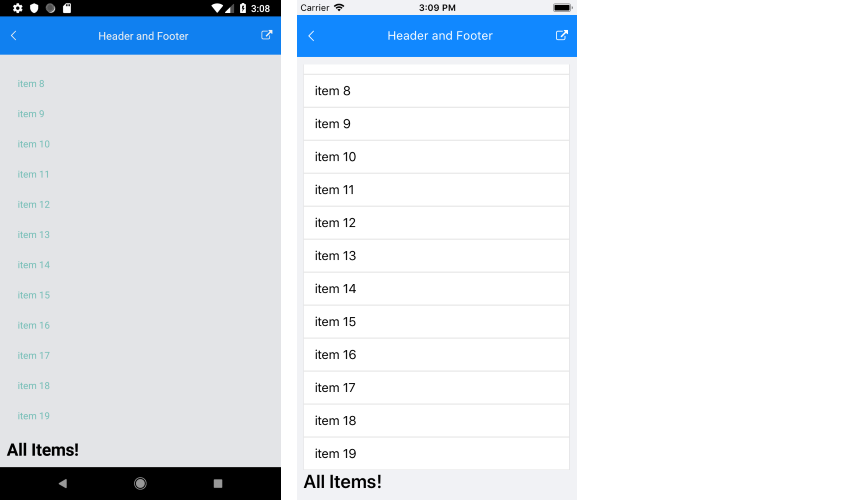 3:08
Header and Footer
item 8
item 9
item 10
item 11
item 12
item 13
item 14
item 15
item 16
item 17
item 18
item 19
All Items!
Carrier 3:09 PM
Header and Footer
item 8
item 9
item 10
item 11
item 12
item 13
item 14
item 15
item 16
item 17
item 18
item 19
All Items!